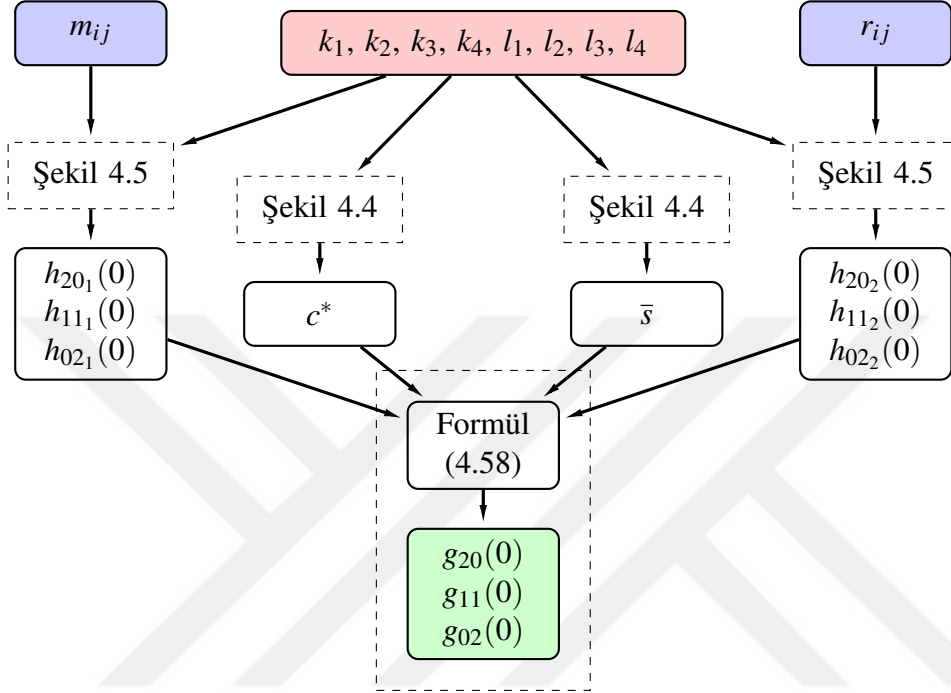 m_{ij}
k_1, k_2, k_3, k_4, l_1, l_2, l_3, l_4
r_{ij}
Şekil 4.5
Şekil 4.4
Şekil 4.4
Şekil 4.5
h_{20_1}(0)
h_{11_1}(0)
h_{02_1}(0)
c^*
s̅
h_{20_2}(0)
h_{11_2}(0)
h_{02_2}(0)
Formül
(4.58)
g_{20}(0)
g_{11}(0)
g_{02}(0)